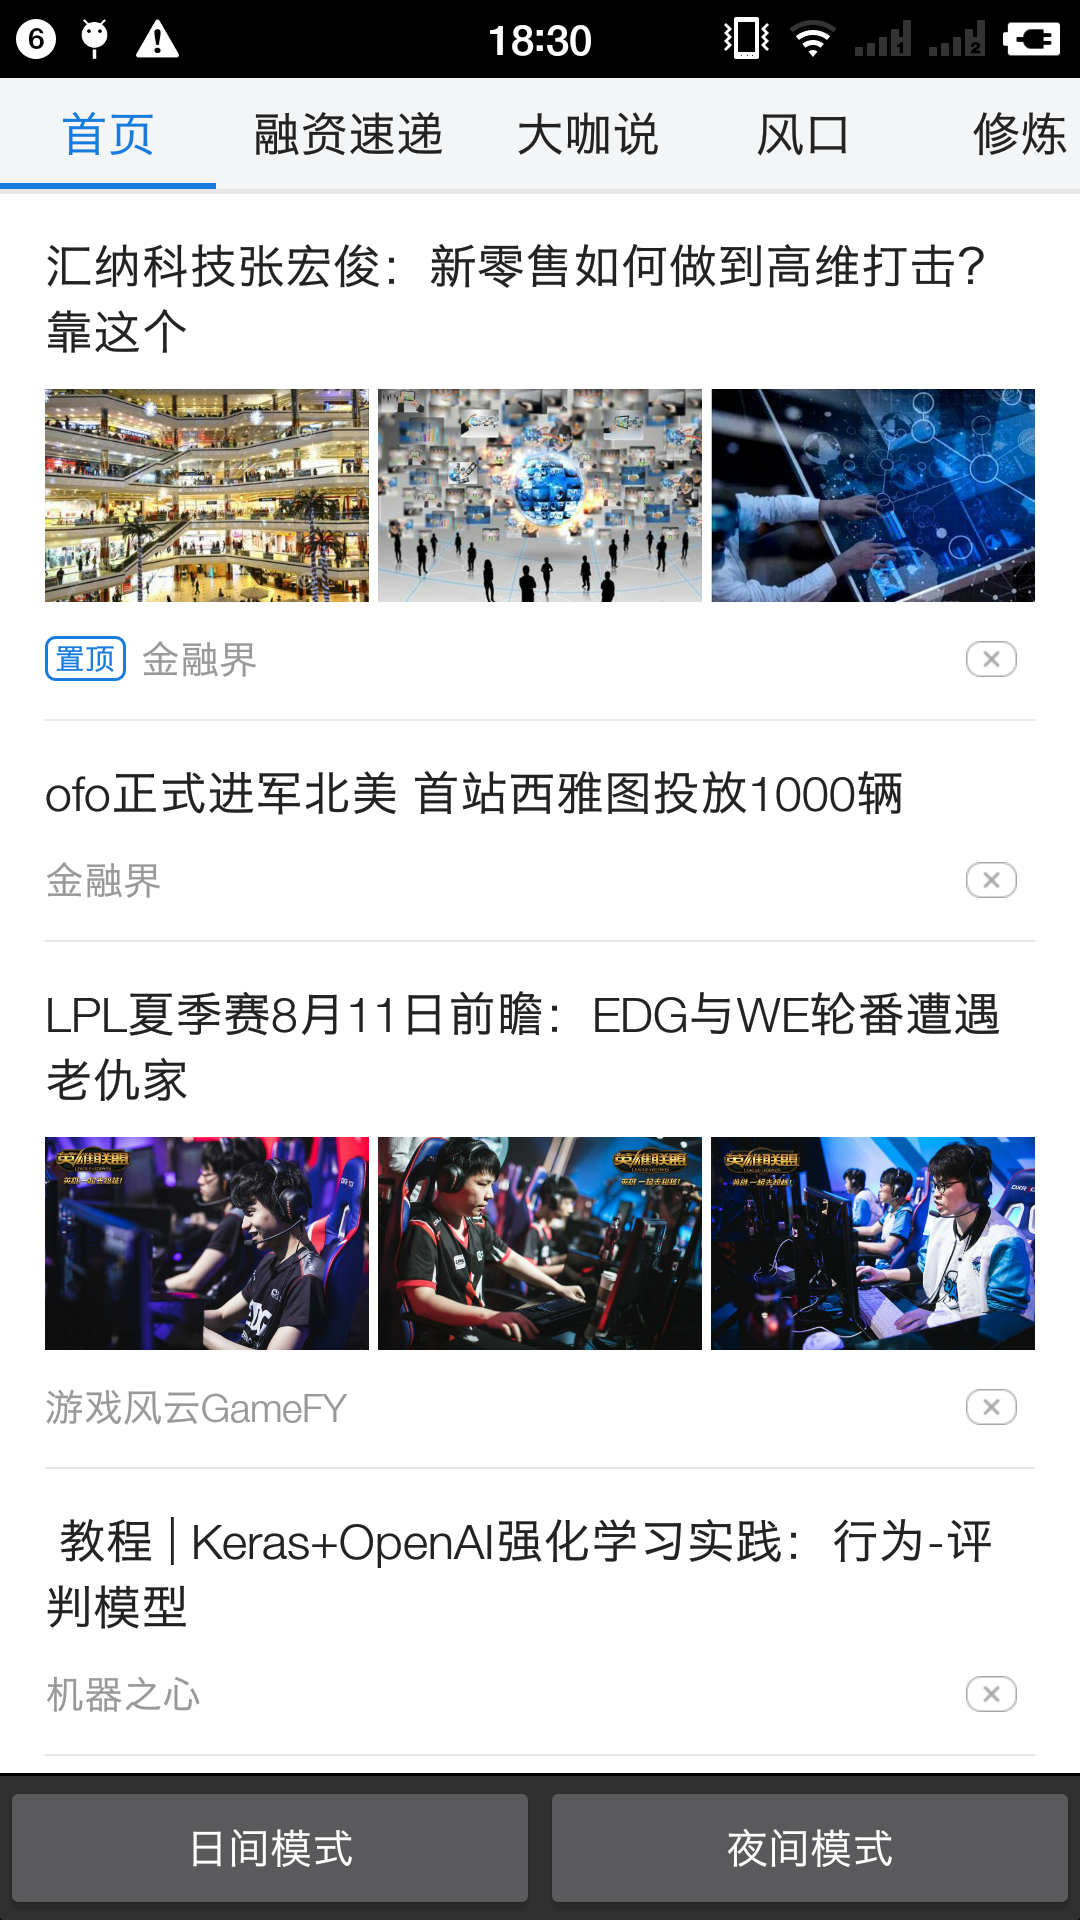 6 18:30 1 2
首页 融资速递 大咖说 风口 修炼
汇纳科技张宏俊：新零售如何做到高维打击？
靠这个
置顶 金融界
ofo正式进军北美 首站西雅图投放1000辆
金融界
LPL夏季赛8月11日前瞻：EDG与WE轮番遭遇
老仇家
英雄联盟 英雄联盟 英雄联盟
游戏风云GameFY
教程 | Keras+OpenAI强化学习实践：行为-评
判模型
机器之心
日间模式 夜间模式